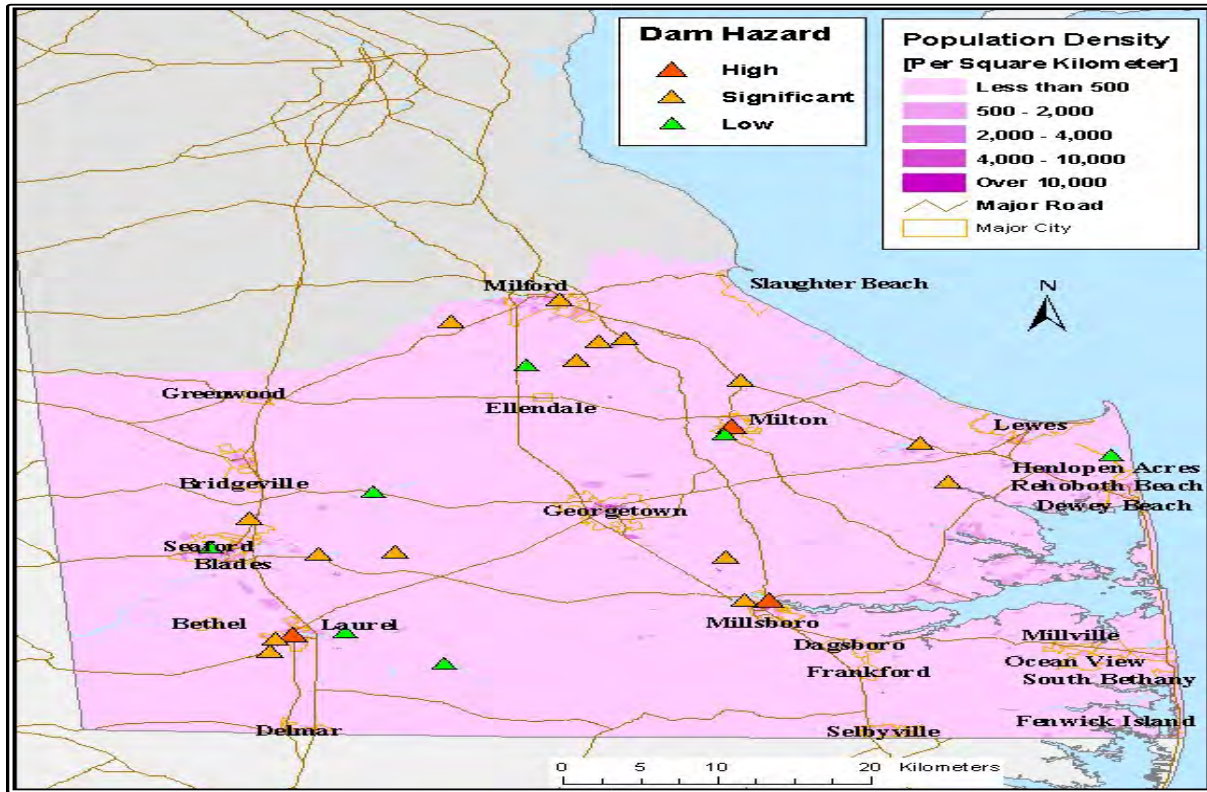 Dam Hazard
High
Significant
Low
Population Density
[Per Square Kilometer]
Less than 500
500 - 2,000
2,000 - 4,000
4,000 - 10,000
Over 10,000
Major Road
Major City
N
Milford
Slaughter Beach
Greenwood
Ellendale
Milton
Lewes
Bridgeville
Henlopen Acres
Rehoboth Beach
Dewey Beach
Georgetown
Seaford
Blades
Bethel
Laurel
Millsboro
Dagsboro
Frankford
Millville
Ocean View
South Bethany
Delmar
Selbyville
Fenwick Island
0 5 10 20 Kilometers